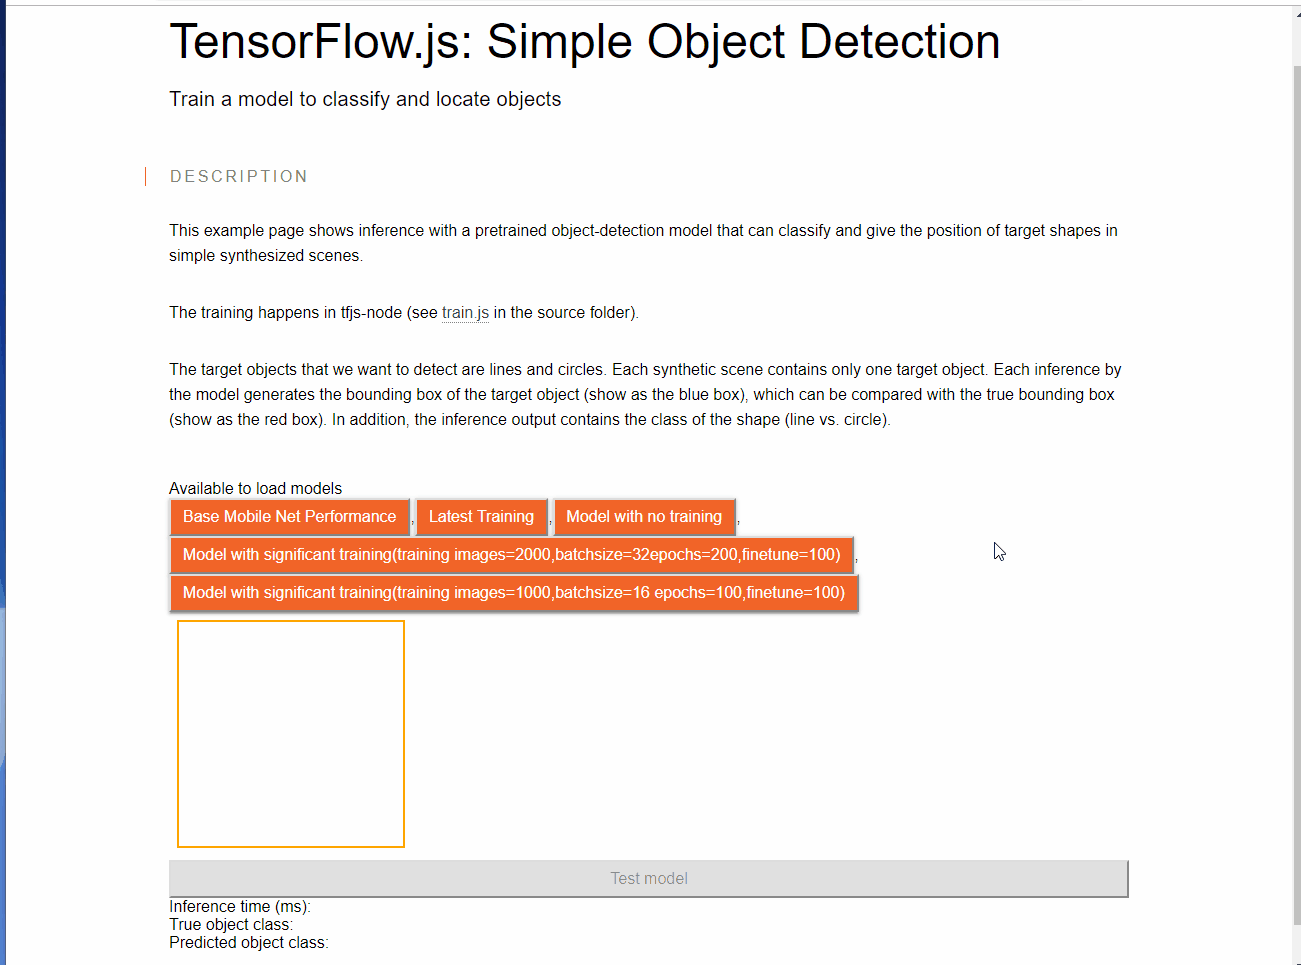 TensorFlow.js: Simple Object Detection
Train a model to classify and locate objects
DESCRIPTION
This example page shows inference with a pretrained object-detection model that can classify and give the position of target shapes in
simple synthesized scenes.
The training happens in tfjs-node (see train.js in the source folder).
The target objects that we want to detect are lines and circles. Each synthetic scene contains only one target object. Each inference by
the model generates the bounding box of the target object (show as the blue box), which can be compared with the true bounding box
(show as the red box). In addition, the inference output contains the class of the shape (line vs. circle).
Available to load models
Base Mobile Net Performance , Latest Training , Model with no training ,
Model with significant training(training images=2000,batchsize=32epochs=200,finetune=100) ,
Model with significant training(training images=1000,batchsize=16 epochs=100,finetune=100)
Test model
Inference time (ms):
True object class:
Predicted object class: